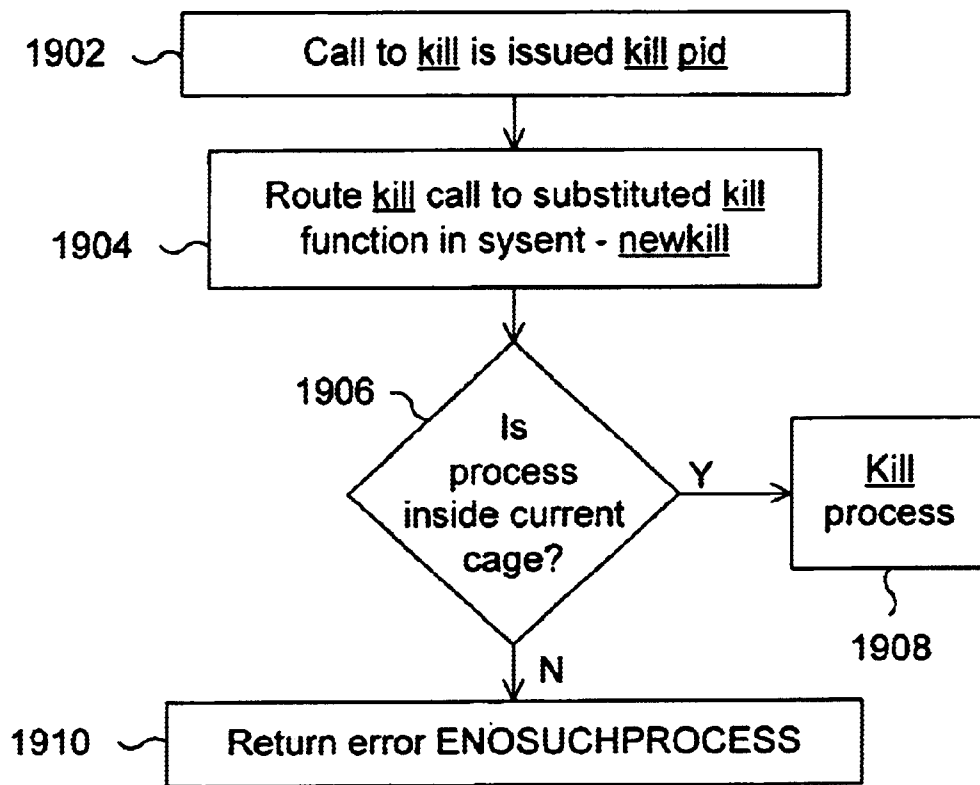 1902
Call to kill is issued kill pid
Route kill call to substituted kill
function in sysent - newkill
1904
1906
Is
process
inside current
cage?
Y
Kill
process
1908
N
1910
Return error ENOSUCHPROCESS